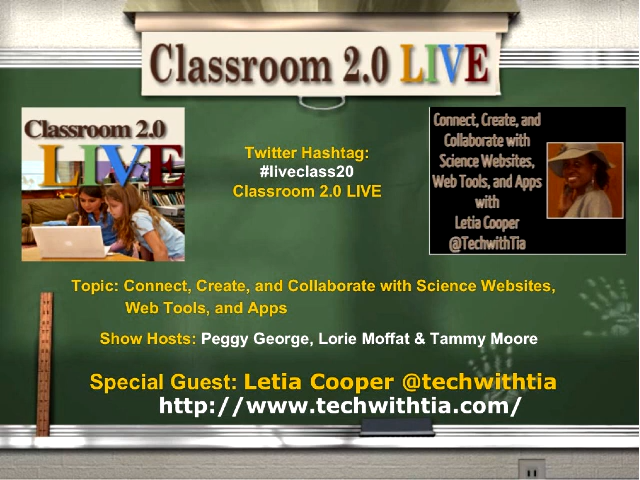 Classroom 2.0 LIVE
Classroom 2.0
LIVE
Twitter Hashtag:
#liveclass20
Classroom 2.0 LIVE
Connect, Create, and
Collaborate with
Science Websites,
Web Tools, and Apps
with
Letia Cooper
@TechwithTia
Topic: Connect, Create, and Collaborate with Science Websites,
Web Tools, and Apps
Show Hosts: Peggy George, Lorie Moffat & Tammy Moore
Special Guest: Letia Cooper @techwithtia
http://www.techwithtia.com/